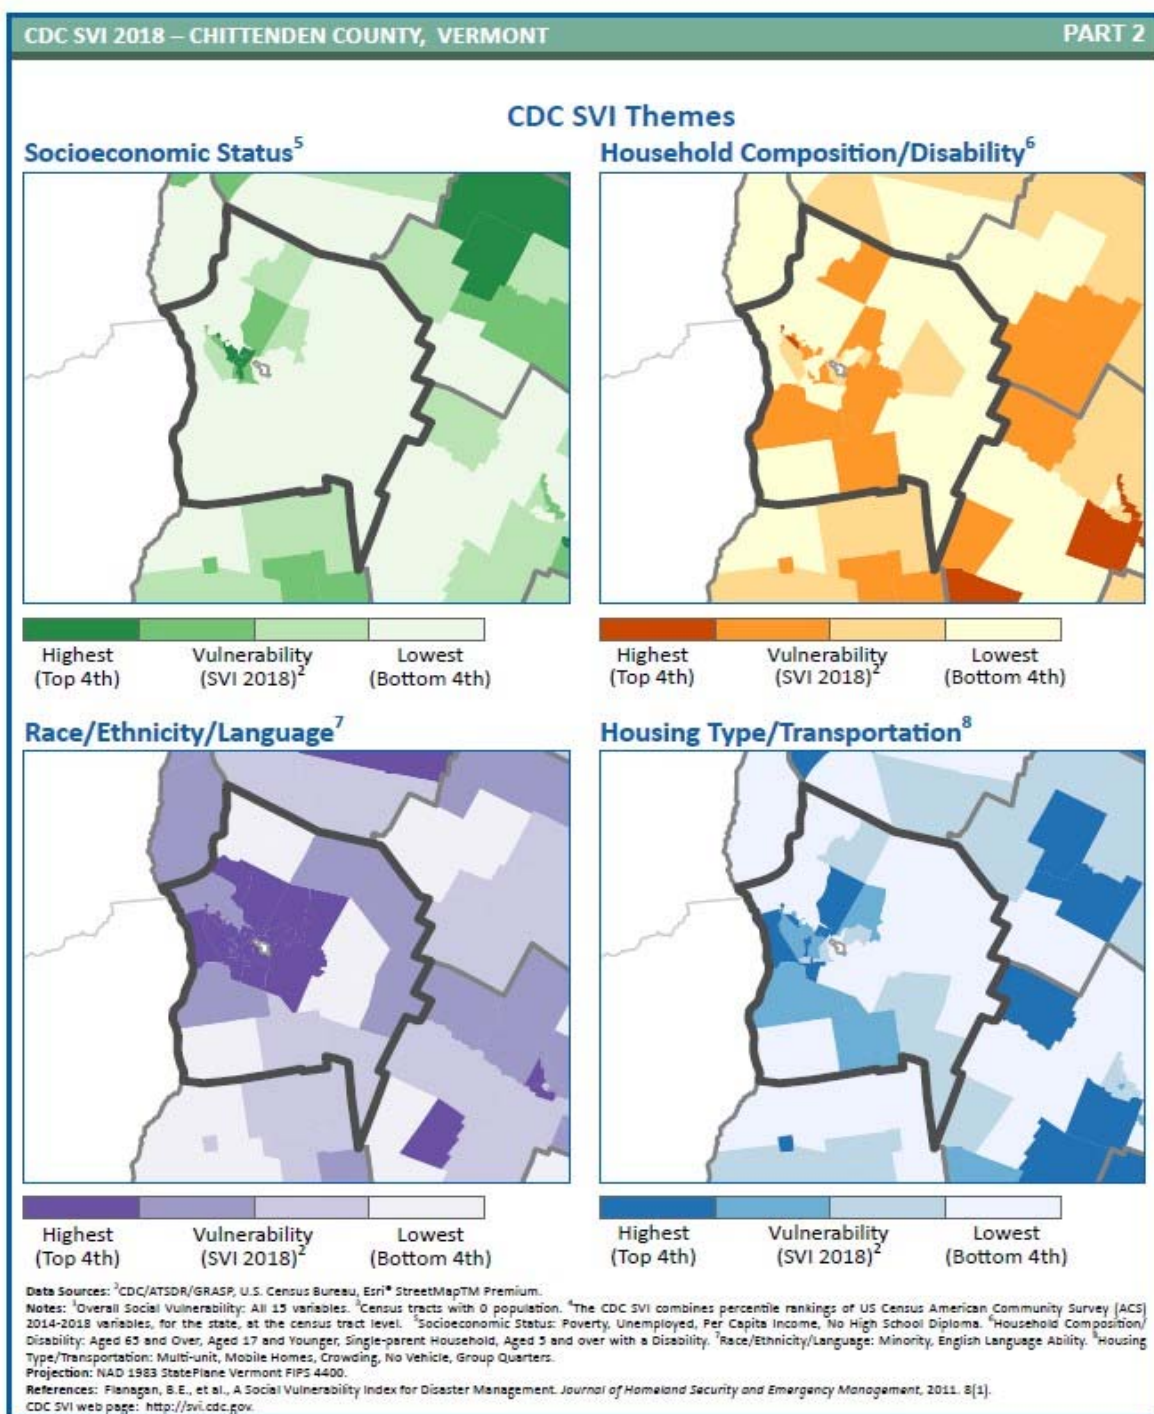 CDC SVI 2018 – CHITTENDEN COUNTY, VERMONT PART 2
CDC SVI Themes
Socioeconomic Status5
Household Composition/Disability6
Highest
(Top 4th)
Vulnerability
(SVI 2018)2
Lowest
(Bottom 4th)
Highest
(Top 4th)
Vulnerability
(SVI 2018)2
Lowest
(Bottom 4th)
Race/Ethnicity/Language7
Housing Type/Transportation8
Highest
(Top 4th)
Vulnerability
(SVI 2018)2
Lowest
(Bottom 4th)
Highest
(Top 4th)
Vulnerability
(SVI 2018)2
Lowest
(Bottom 4th)
Data Sources: 2CDC/ATSDR/GRASP, U.S. Census Bureau, Esri® StreetMapTM Premium.
Notes: 1Overall Social Vulnerability: All 15 variables. 3Census tracts with 0 population. 4The CDC SVI combines percentile rankings of US Census American Community Survey (ACS)
2014-2018 variables, for the state, at the census tract level. 5Socioeconomic Status: Poverty, Unemployed, Per Capita Income, No High School Diploma. 6Household Composition/
Disability: Aged 65 and Over, Aged 17 and Younger, Single-parent Household, Aged 5 and over with a Disability. 7Race/Ethnicity/Language: Minority, English Language Ability. 8Housing
Type/Transportation: Multi-unit, Mobile Homes, Crowding, No Vehicle, Group Quarters.
Projection: NAD 1983 StatePlane Vermont FIPS 4400.
References: Flanagan, B.E., et al., A Social Vulnerability Index for Disaster Management. Journal of Homeland Security and Emergency Management, 2011. 8(1).
CDC SVI web page: http://svi.cdc.gov.